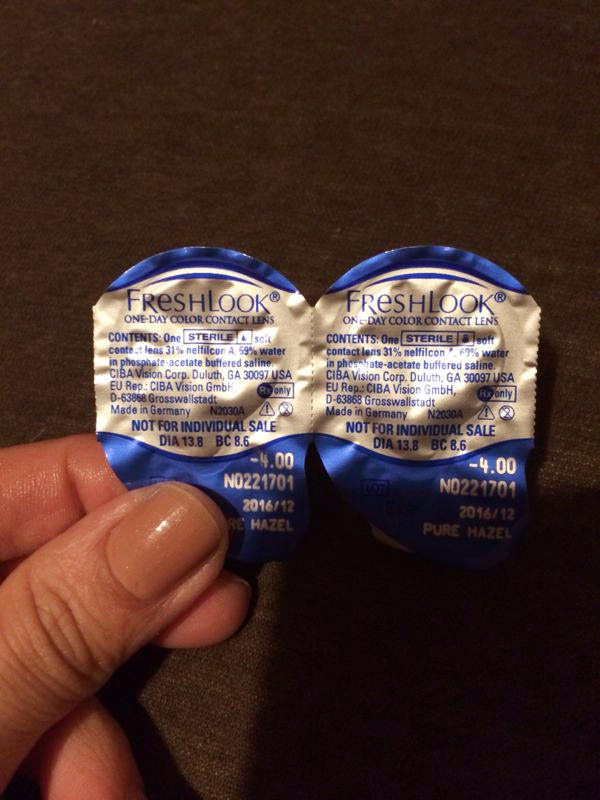 FRESHLOOK®
ONE-DAY COLOR CONTACT LENS
CONTENTS: One STERILE soft
contact lens 31% nelfilcon A, 69% water
in phosphate-acetate buffered saline.
CIBA Vision Corp. Duluth, GA 30097 USA
EU Rep.: CIBA Vision GmbH,
D-63868 Grosswallstadt
Rx only
Made in Germany N2030A
NOT FOR INDIVIDUAL SALE
DIA 13.8 BC 8.6
-4.00
N0221701
2016/12
RE HAZEL
FRESHLOOK®
ONE-DAY COLOR CONTACT LENS
CONTENTS: One STERILE soft
contact lens 31% nelfilcon 69% water
in phosphate-acetate buffered saline.
CIBA Vision Corp. Duluth, GA 30097 USA
EU Rep.: CIBA Vision GmbH,
D-63868 Grosswallstadt
Rx only
Made in Germany N2030A
NOT FOR INDIVIDUAL SALE
DIA 13.8 BC 8.6
LOT
-4.00
N0221701
2016/12
PURE HAZEL